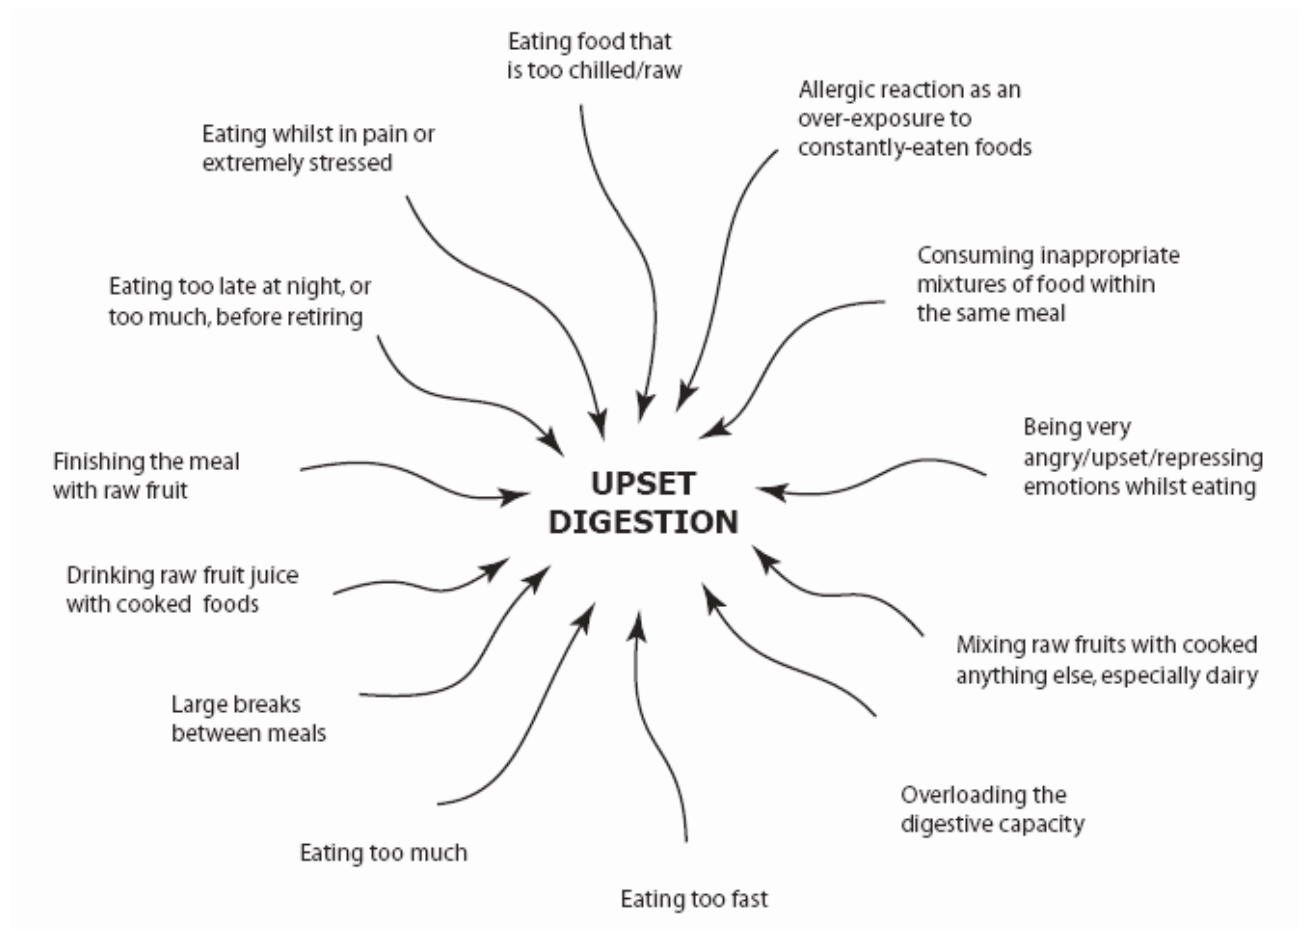 Eating food that
is too chilled/raw
Allergic reaction as an
over-exposure to
constantly-eaten foods
Eating whilst in pain or
extremely stressed
Consuming inappropriate
mixtures of food within
the same meal
Eating too late at night, or
too much, before retiring
Being very
angry/upset/repressing
emotions whilst eating
Finishing the meal
with raw fruit
UPSET
DIGESTION
Drinking raw fruit juice
with cooked foods
Mixing raw fruits with cooked
anything else, especially dairy
Large breaks
between meals
Overloading the
digestive capacity
Eating too much
Eating too fast